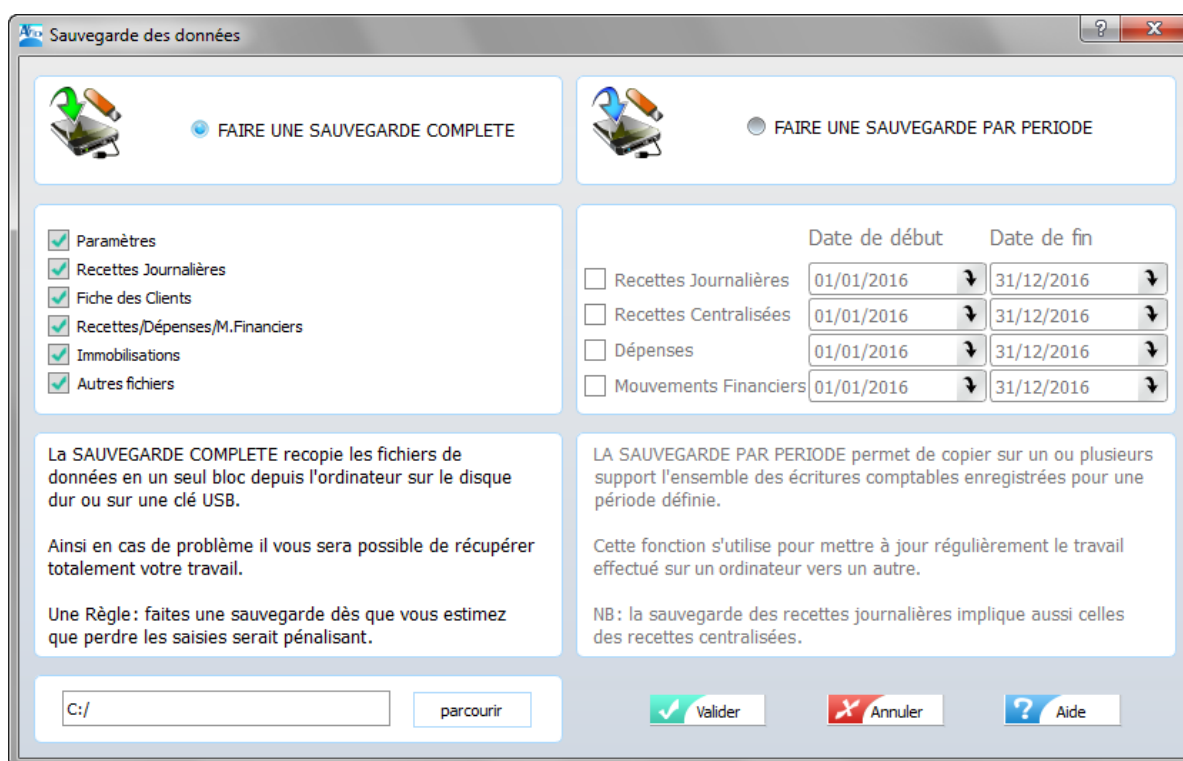 Sauvegarde des données
FAIRE UNE SAUVEGARDE COMPLETE
FAIRE UNE SAUVEGARDE PAR PERIODE
Paramètres
Recettes Journalières
Fiche des Clients
Recettes/Dépenses/M.Financiers
Immobilisations
Autres fichiers
Date de début Date de fin
Recettes Journalières 01/01/2016 31/12/2016
Recettes Centralisées 01/01/2016 31/12/2016
Dépenses 01/01/2016 31/12/2016
Mouvements Financiers 01/01/2016 31/12/2016
La SAUVEGARDE COMPLETE recopie les fichiers de
données en un seul bloc depuis l'ordinateur sur le disque
dur ou sur une clé USB.
Ainsi en cas de problème il vous sera possible de récupérer
totalement votre travail.
Une Règle: faites une sauvegarde dès que vous estimez
que perdre les saisies serait pénalisant.
LA SAUVEGARDE PAR PERIODE permet de copier sur un ou plusieurs
support l'ensemble des écritures comptables enregistrées pour une
période définie.
Cette fonction s'utilise pour mettre à jour régulièrement le travail
effectué sur un ordinateur vers un autre.
NB: la sauvegarde des recettes journalières implique aussi celles
des recettes centralisées.
C:/
parcourir
Valider
Annuler
? Aide